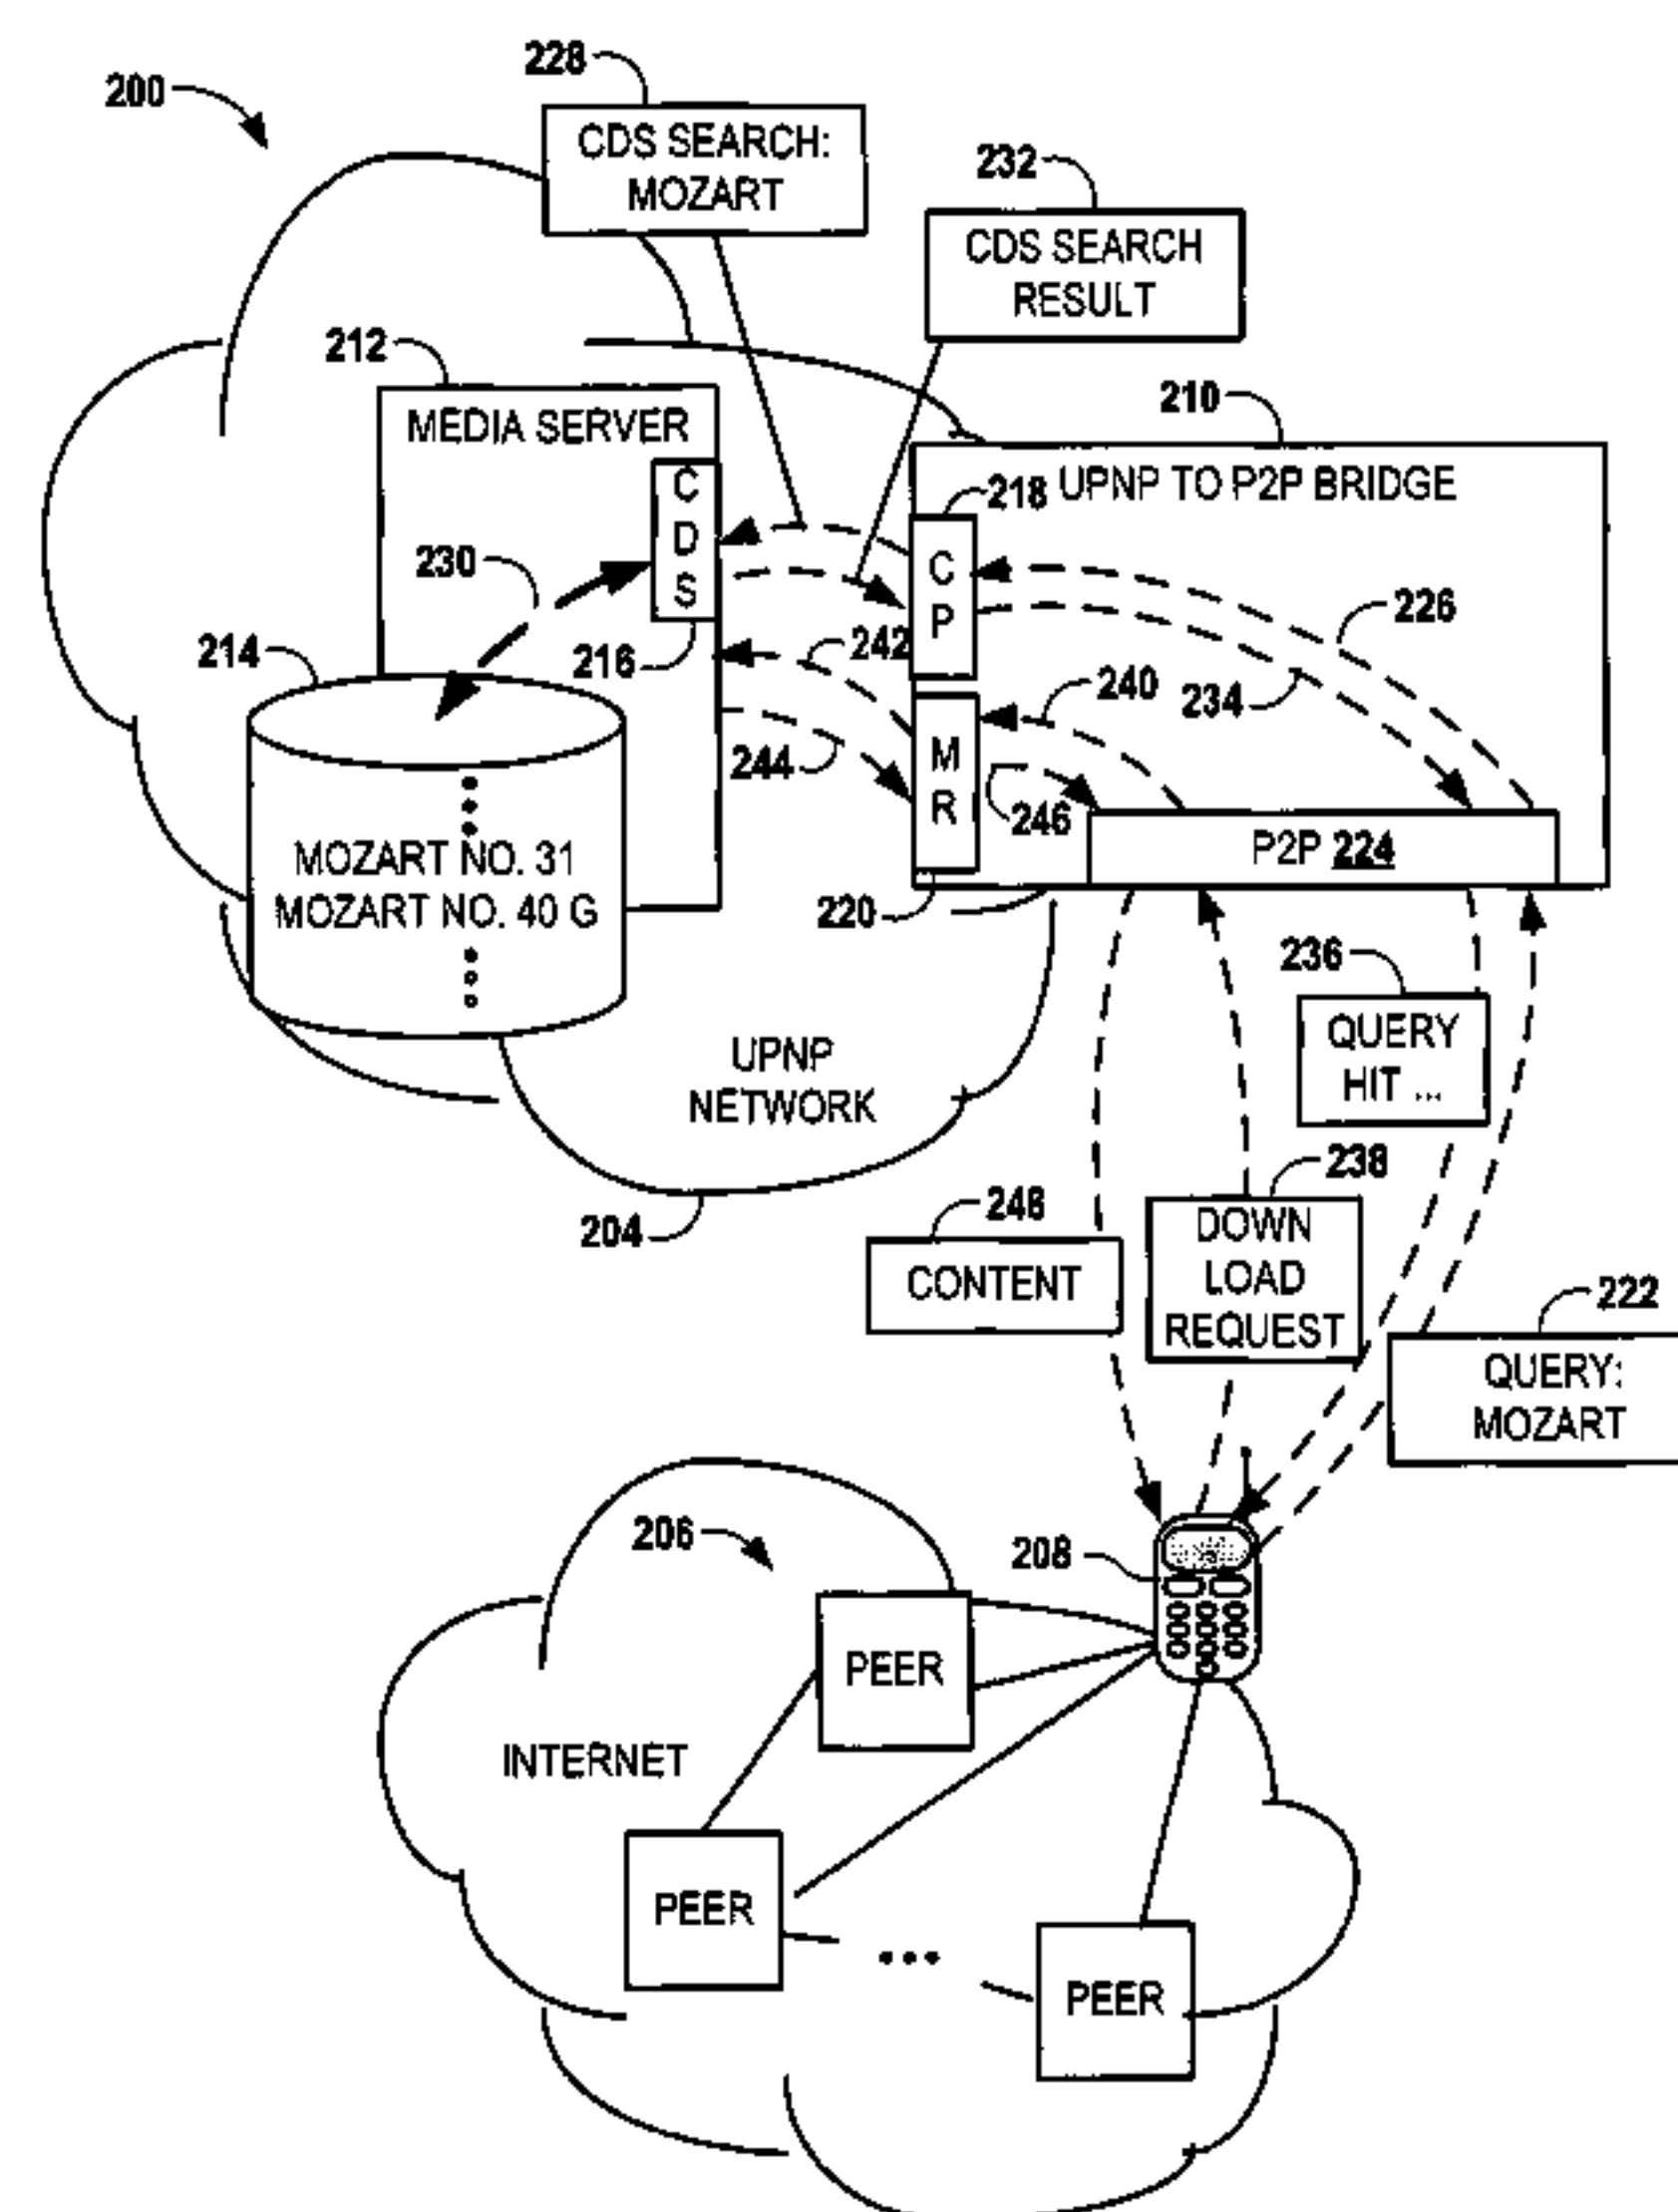 228
200
CDS SEARCH:
MOZART
232
CDS SEARCH
RESULT
212
210
MEDIA SERVER
218
UPNP TO P2P BRIDGE
C
D
S
C
P
230
226
214
216
242
240
234
M
R
244
246
MOZART NO. 31
MOZART NO. 40 G
P2P 224
220
236
QUERY
HIT ...
UPNP
NETWORK
238
204
248
DOWN
LOAD
REQUEST
CONTENT
222
QUERY:
MOZART
206
208
PEER
INTERNET
PEER
...
PEER